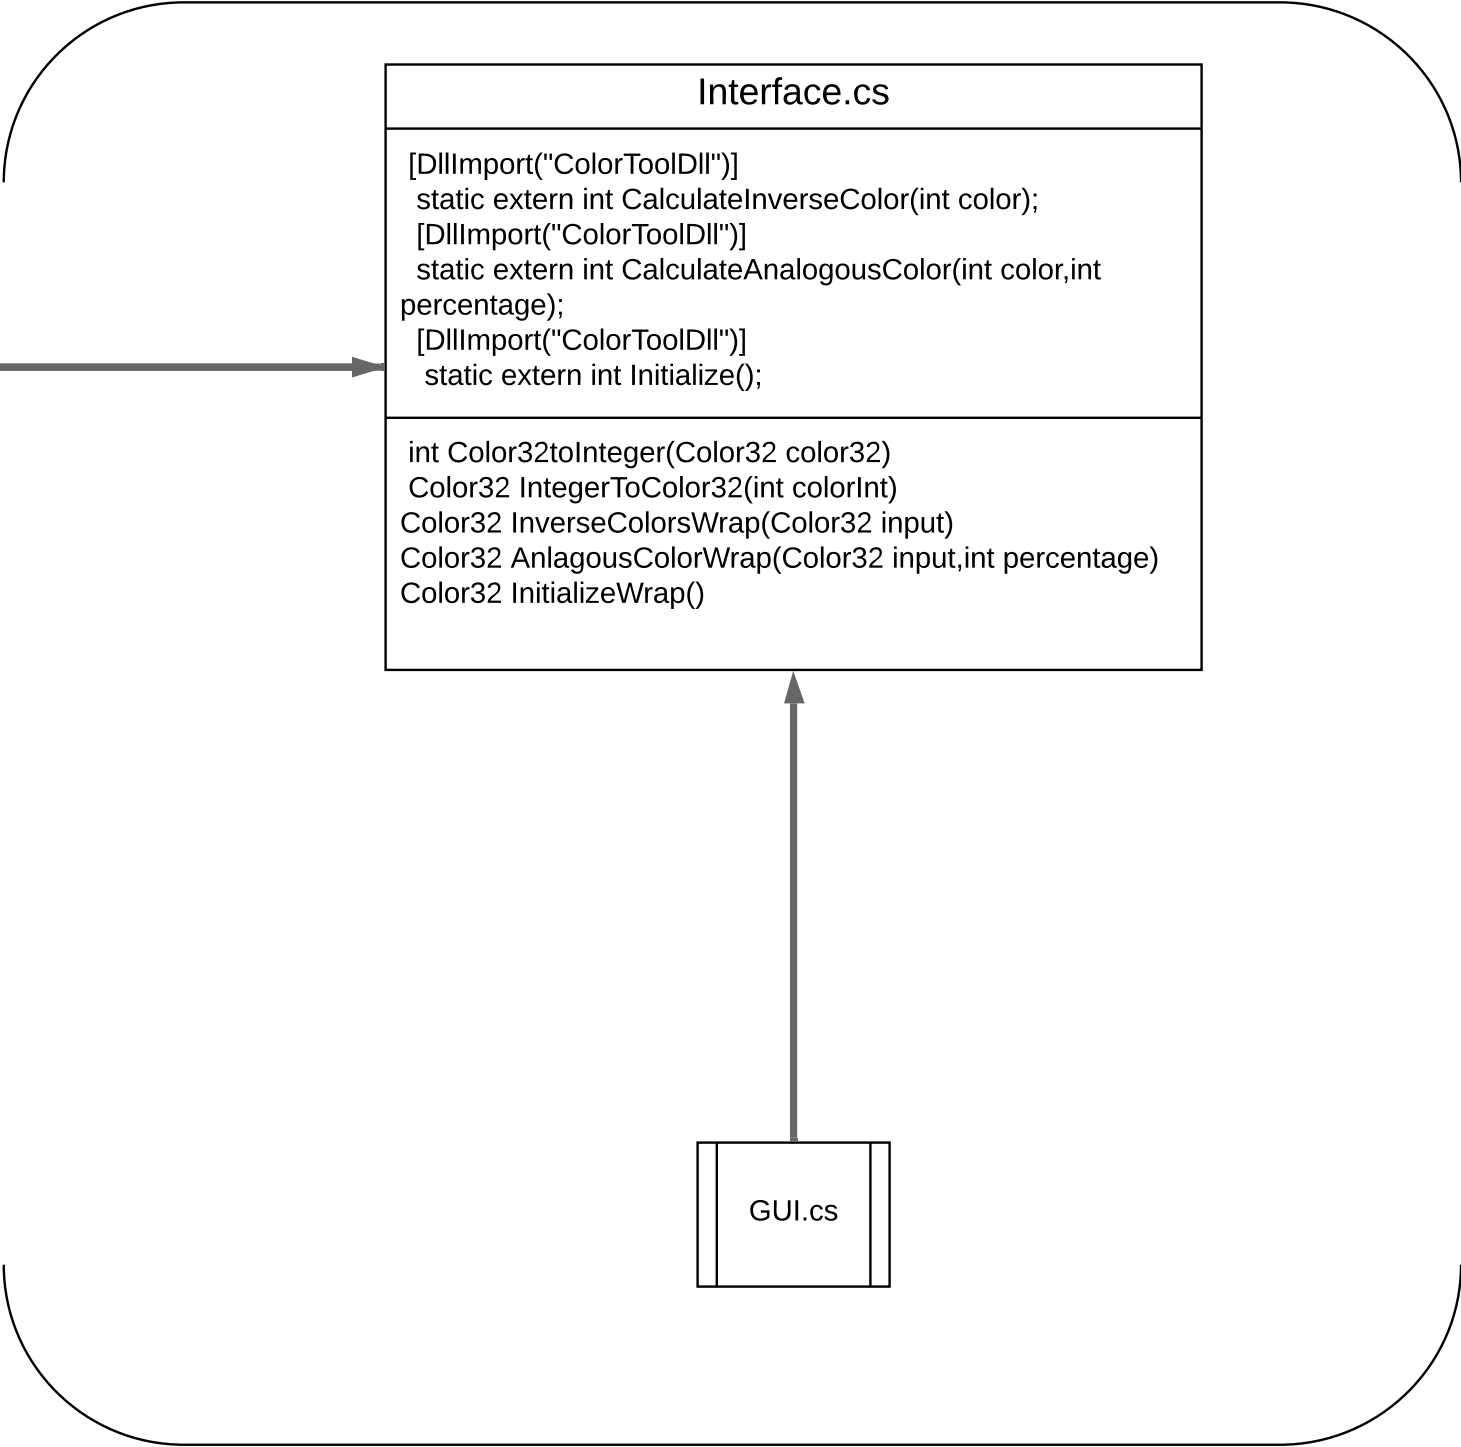 Interface.cs
[DllImport("ColorToolDll")]
static extern int CalculateInverseColor(int color);
[DllImport("ColorToolDll")]
static extern int CalculateAnalogousColor(int color,int
percentage);
[DllImport("ColorToolDll")]
static extern int Initialize();
int Color32toInteger(Color32 color32)
Color32 IntegerToColor32(int colorInt)
Color32 InverseColorsWrap(Color32 input)
Color32 AnlagousColorWrap(Color32 input,int percentage)
Color32 InitializeWrap()
GUI.cs